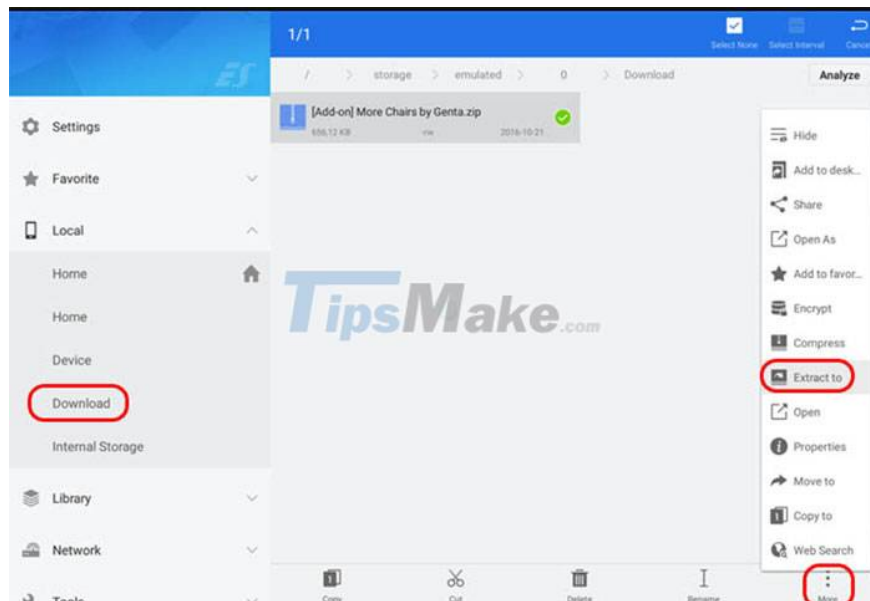 1/1
Select None
Select Interval
Cancel
ES
/ > storage > emulated > 0 > Download
Analyze
[Add-on] More Chairs by Genta.zip
656,12 KB
rw
2016-10-21
Settings
Favorite
Local
Home
Home
Device
Download
Internal Storage
Library
Network
Tools
Hide
Add to desk...
Share
Open As
Add to favor...
Encrypt
Compress
Extract to
Open
Properties
Move to
Copy to
Web Search
TipsMake.com
Copy
Cut
Delete
Rename
More